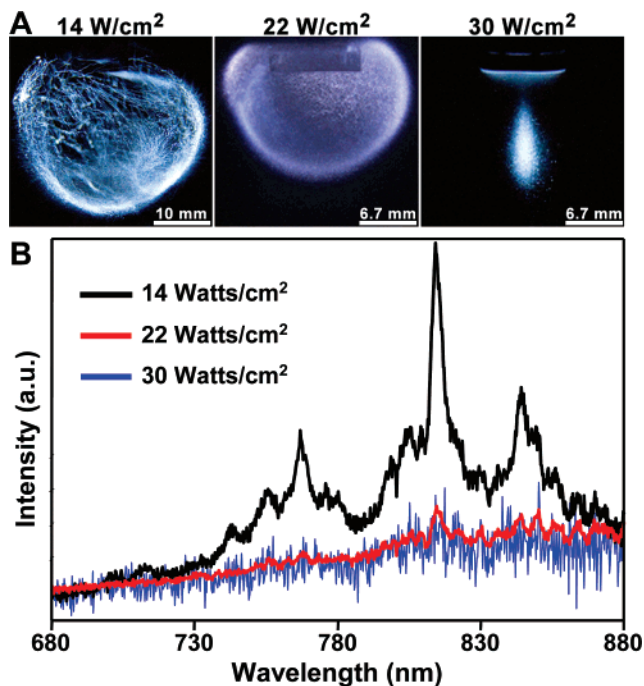 A
14 W/cm²
22 W/cm²
30 W/cm²
10 mm
6.7 mm
6.7 mm
B
14 Watts/cm²
22 Watts/cm²
30 Watts/cm²
Intensity (a.u.)
680
730
780
830
880
Wavelength (nm)